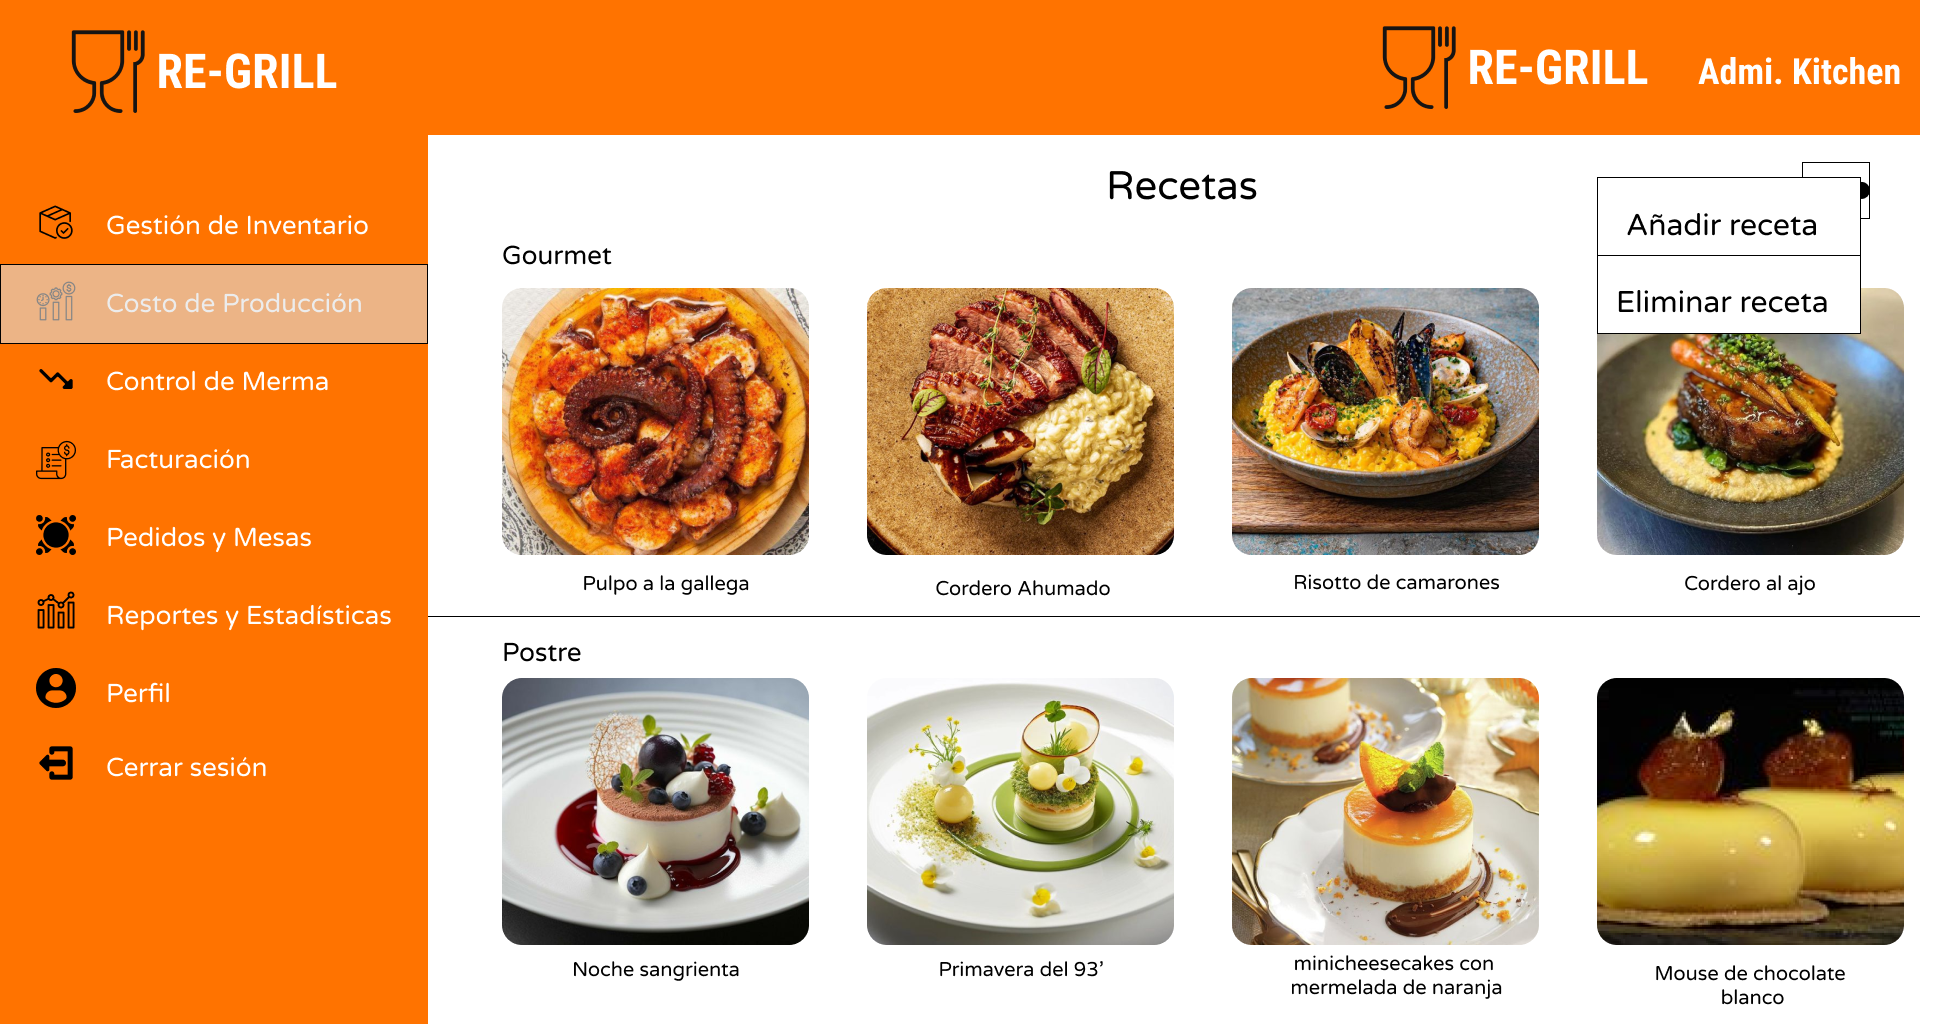 RE-GRILL
RE-GRILL
Admi. Kitchen
Gestión de Inventario
Costo de Producción
Control de Merma
Facturación
Pedidos y Mesas
Reportes y Estadísticas
Perfil
Cerrar sesión
Recetas
Añadir receta
Eliminar receta
Gourmet
Pulpo a la gallega
Cordero Ahumado
Risotto de camarones
Cordero al ajo
Postre
Noche sangrienta
Primavera del 93’
minicheesecakes con
mermelada de naranja
Mouse de chocolate
blanco